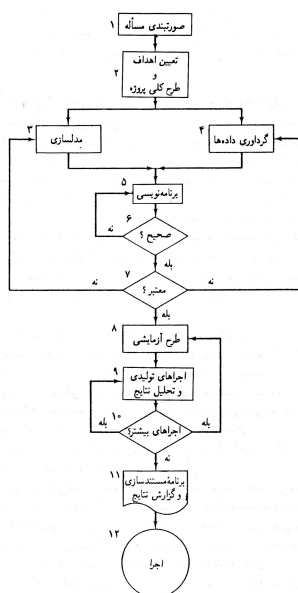 ۱ صورتبندی مسأله
۲ تعیین اهداف
و
طرح کلی پروژه
۳ مدلسازی
۴ گردآوری داده‌ها
۵ برنامه‌نویسی
۶ صحیح ؟
نه
بله
۷ معتبر ؟
نه
نه
بله
۸ طرح آزمایشی
۹ اجراهای تولیدی
و تحلیل نتایج
۱۰ اجراهای بیشتر؟
بله
بله
نه
۱۱ برنامهٔ مستندسازی
و گزارش نتایج
۱۲
اجرا